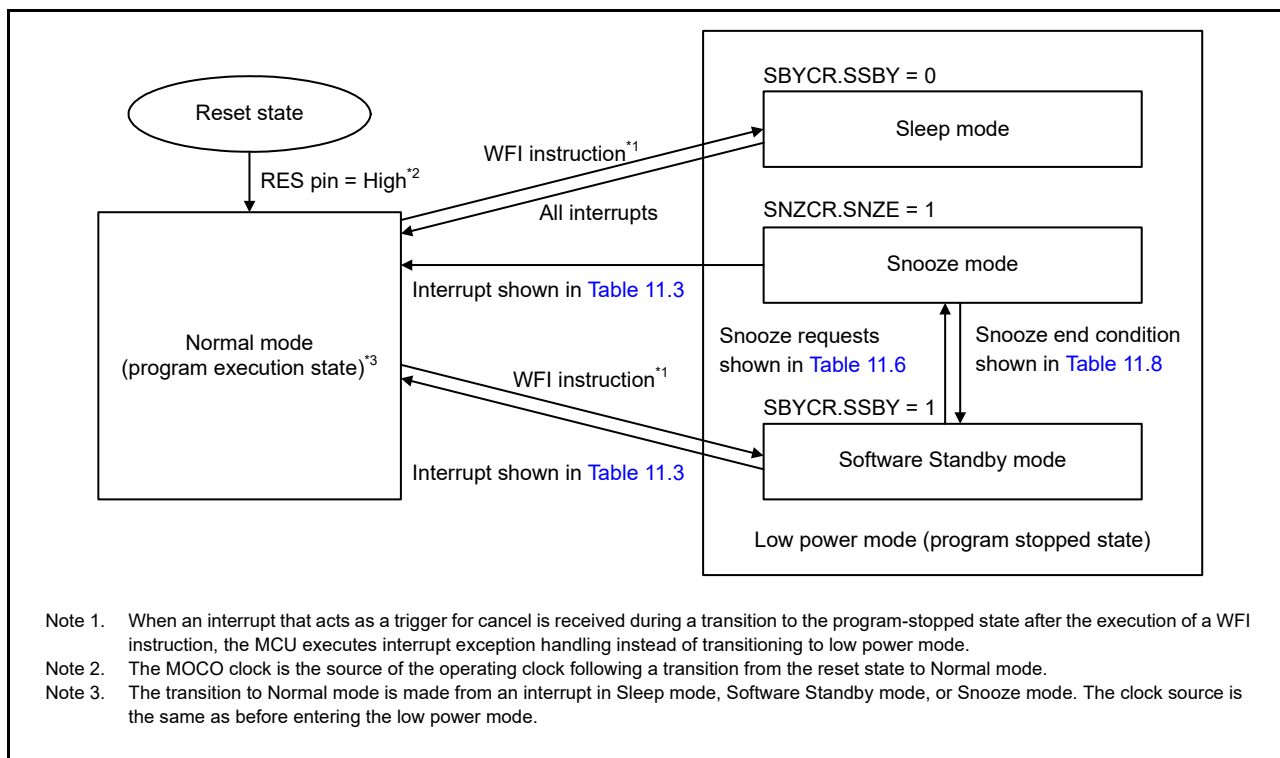 Reset state
RES pin = High*2
Normal mode
(program execution state)*3
WFI instruction*1
All interrupts
Interrupt shown in Table 11.3
WFI instruction*1
Interrupt shown in Table 11.3
SBYCR.SSBY = 0
Sleep mode
SNZCR.SNZE = 1
Snooze mode
Snooze requests
shown in Table 11.6
Snooze end condition
shown in Table 11.8
SBYCR.SSBY = 1
Software Standby mode
Low power mode (program stopped state)
Note 1. When an interrupt that acts as a trigger for cancel is received during a transition to the program-stopped state after the execution of a WFI
instruction, the MCU executes interrupt exception handling instead of transitioning to low power mode.
Note 2. The MOCO clock is the source of the operating clock following a transition from the reset state to Normal mode.
Note 3. The transition to Normal mode is made from an interrupt in Sleep mode, Software Standby mode, or Snooze mode. The clock source is
the same as before entering the low power mode.